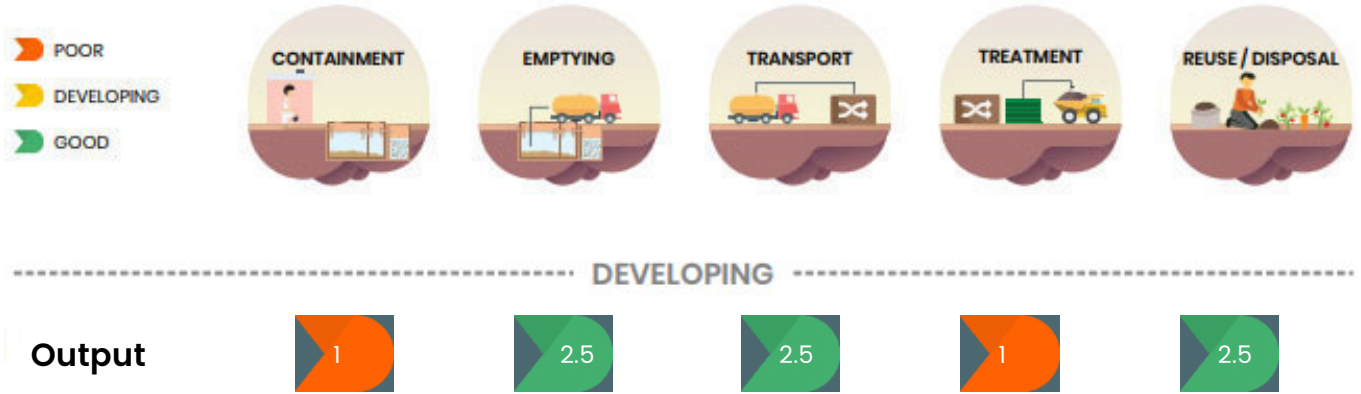 POOR
DEVELOPING
GOOD
CONTAINMENT
EMPTYING
TRANSPORT
TREATMENT
REUSE / DISPOSAL
DEVELOPING
Output
1
2.5
2.5
1
2.5